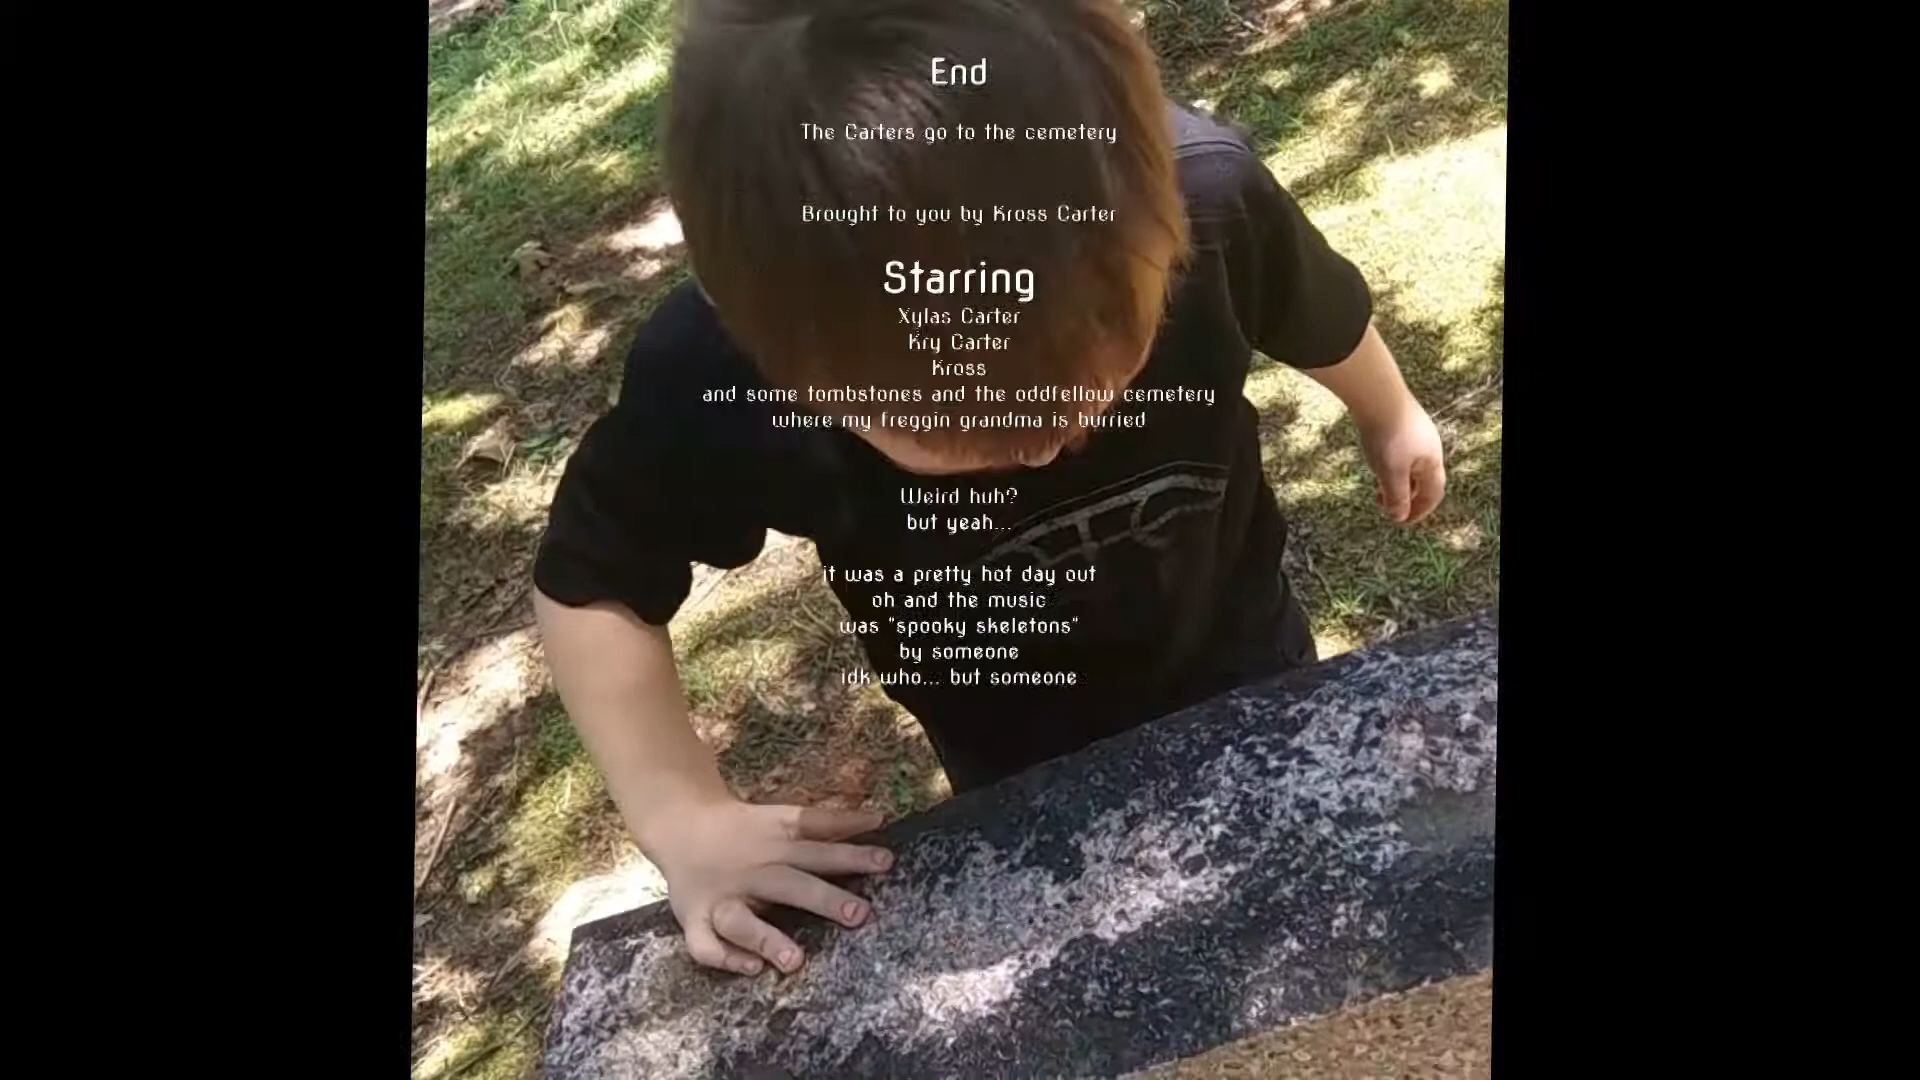 End
The Carters go to the cemetery
Brought to you by Kross Carter
Starring
Xylas Carter
Kry Carter
Kross
and some tombstones and the oddfellow cemetery
where my freggin grandma is burried
Weird huh?
but yeah...
it was a pretty hot day out
oh and the music
was "spooky skeletons"
by someone
idk who... but someone